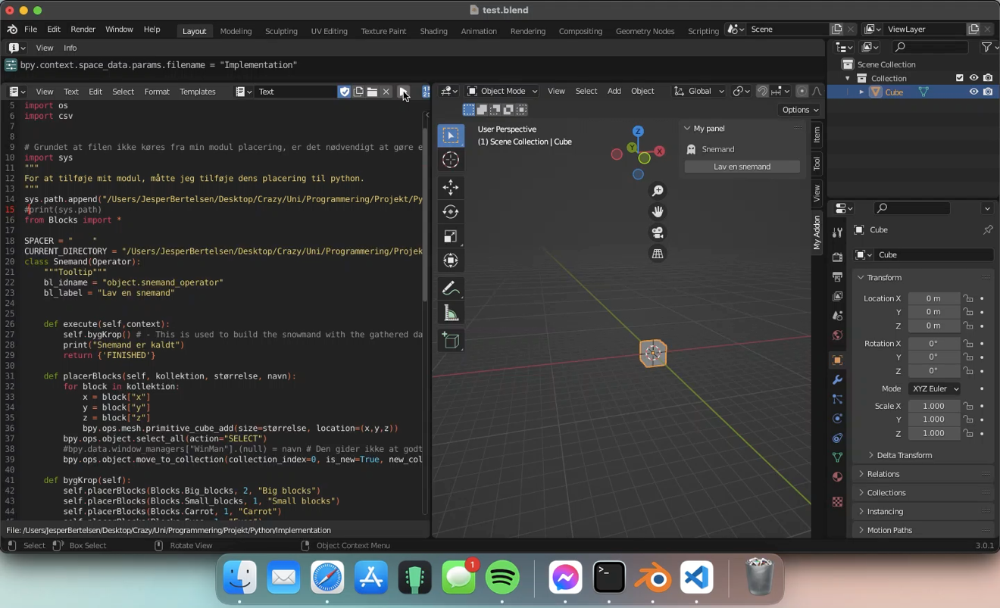 test.blend
File Edit Render Window Help
Layout Modeling Sculpting UV Editing Texture Paint Shading Animation Rendering Compositing Geometry Nodes Scripting
Scene
ViewLayer
View Info
bpy.context.space_data.params.filename = "Implementation"
View Text Edit Select Format Templates
Text
5 import os
6 import csv
7
8
9 # Grundet at filen ikke køres fra min modul placering, er det nødvendigt at gøre e
10 import sys
11 """
12 For at tilføje mit modul, måtte jeg tilføje dens placering til python.
13 """
14 sys.path.append("/Users/JesperBertelsen/Desktop/Crazy/Uni/Programmering/Projekt/Py
15 #print(sys.path)
16 from Blocks import *
17
18 SPACER = "    "
19 CURRENT_DIRECTORY = "/Users/JesperBertelsen/Desktop/Crazy/Uni/Programmering/Projek
20 class Snemand(Operator):
21 """Tooltip"""
22 bl_idname = "object.snemand_operator"
23 bl_label = "Lav en snemand"
24
25
26 def execute(self,context):
27 self.bygKrop() # - This is used to build the snowmand with the gathered da
28 print("Snemand er kaldt")
29 return {'FINISHED'}
30
31 def placerBlocks(self, kollektion, størrelse, navn):
32 for block in kollektion:
33 x = block["x"]
34 y = block["y"]
35 z = block["z"]
36 bpy.ops.mesh.primitive_cube_add(size=størrelse, location=(x,y,z))
37 bpy.ops.object.select_all(action="SELECT")
38 #bpy.data.window_managers["WinMan"].(null) = navn # Den gider ikke at godt
39 bpy.ops.object.move_to_collection(collection_index=0, is_new=True, new_col
40
41 def bygKrop(self):
42 self.placerBlocks(Blocks.Big_blocks, 2, "Big blocks")
43 self.placerBlocks(Blocks.Small_blocks, 1, "Small blocks")
44 self.placerBlocks(Blocks.Carrot, 1, "Carrot")
File: /Users/JesperBertelsen/Desktop/Crazy/Uni/Programmering/Projekt/Python/Implementation
Object Mode View Select Add Object Global
Options
User Perspective
(1) Scene Collection | Cube
Z
Y
X
My panel
Snemand
Lav en snemand
Item
Tool
View
My Addon
Scene Collection
Collection
Cube
Cube
Cube
Transform
Location X 0 m
Y 0 m
Z 0 m
Rotation X 0°
Y 0°
Z 0°
Mode XYZ Euler
Scale X 1.000
Y 1.000
Z 1.000
Delta Transform
Relations
Collections
Instancing
Motion Paths
Select Box Select Rotate View Object Context Menu
3.0.1
1